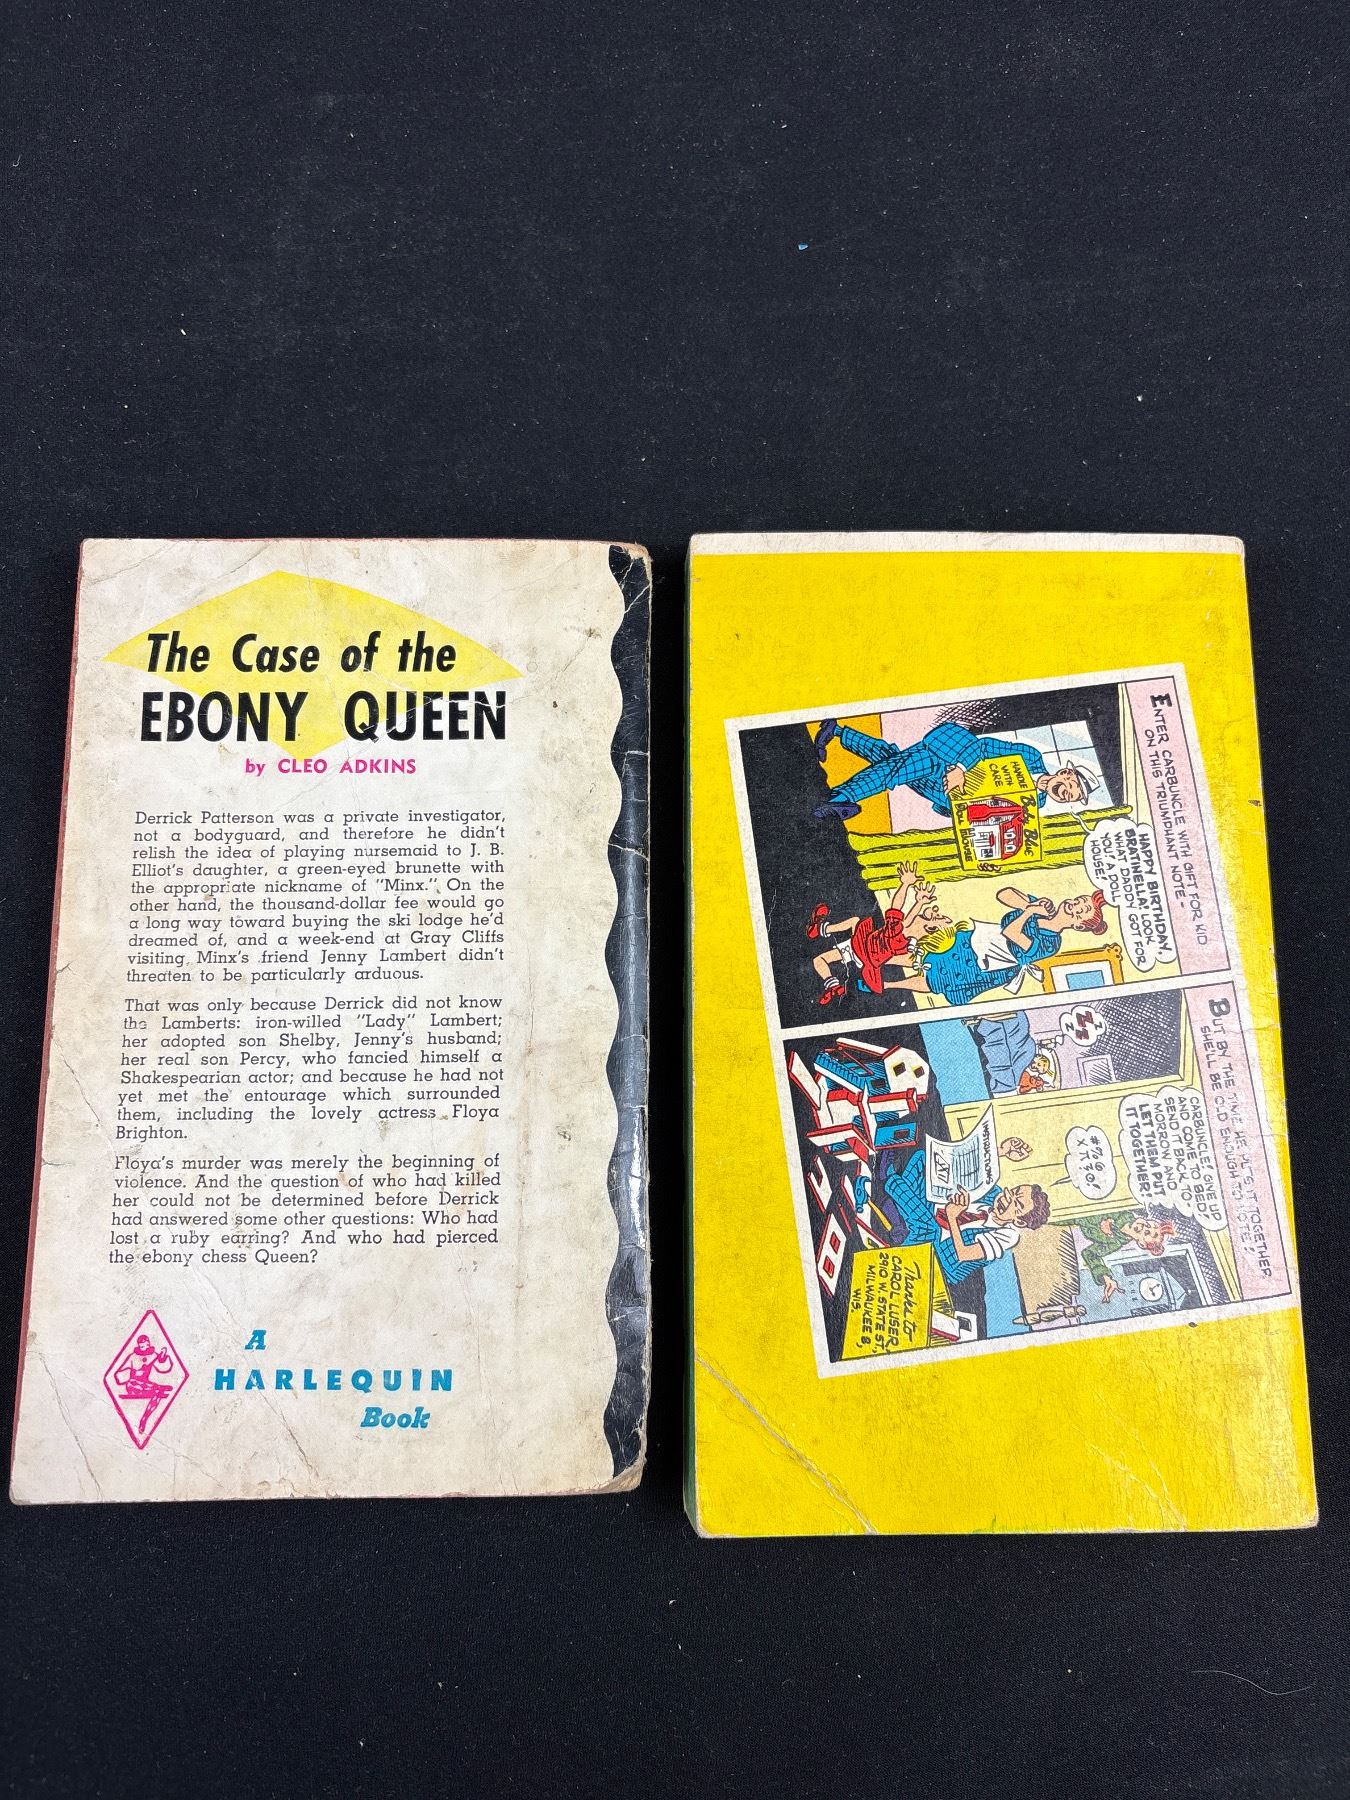 The Case of the
EBONY QUEEN
by CLEO ADKINS
Derrick Patterson was a private investigator,
not a bodyguard, and therefore he didn't
relish the idea of playing nursemaid to J. B.
Elliot's daughter, a green-eyed brunette with
the appropriate nickname of "Minx." On the
other hand, the thousand-dollar fee would go
a long way toward buying the ski lodge he'd
dreamed of, and a week-end at Gray Cliffs
visiting Minx's friend Jenny Lambert didn't
threaten to be particularly arduous.
That was only because Derrick did not know
the Lamberts: iron-willed "Lady" Lambert;
her adopted son Shelby, Jenny's husband;
her real son Percy, who fancied himself a
Shakespearian actor; and because he had not
yet met the entourage which surrounded
them, including the lovely actress Floya
Brighton.
Floya's murder was merely the beginning of
violence. And the question of who had killed
her could not be determined before Derrick
had answered some other questions: Who had
lost a ruby earring? And who had pierced
the ebony chess Queen?
A
HARLEQUIN
Book
ENTER CARBUNCLE WITH GIFT FOR KID
ON THIS TRIUMPHANT NOTE -
HAPPY BIRTHDAY,
BRATINELLA! LOOK
WHAT DADDY GOT FOR
YOU! A DOLL
HOUSE!
HANDLE
WITH
CARE
Baby Blue
DOLL
HOUSE
BUT BY THE TIME HE GETS IT TOGETHER
SHE'LL BE OLD ENOUGH TO VOTE!
CARBUNCLE! GIVE UP
AND COME TO BED!
SEND IT BACK TO-
MORROW AND
LET THEM PUT
IT TOGETHER!
INSTRUCTIONS
LXII
Thanks to
CAROL LUSER,
2910 W. STATE ST.,
MILWAUKEE 8,
WIS.